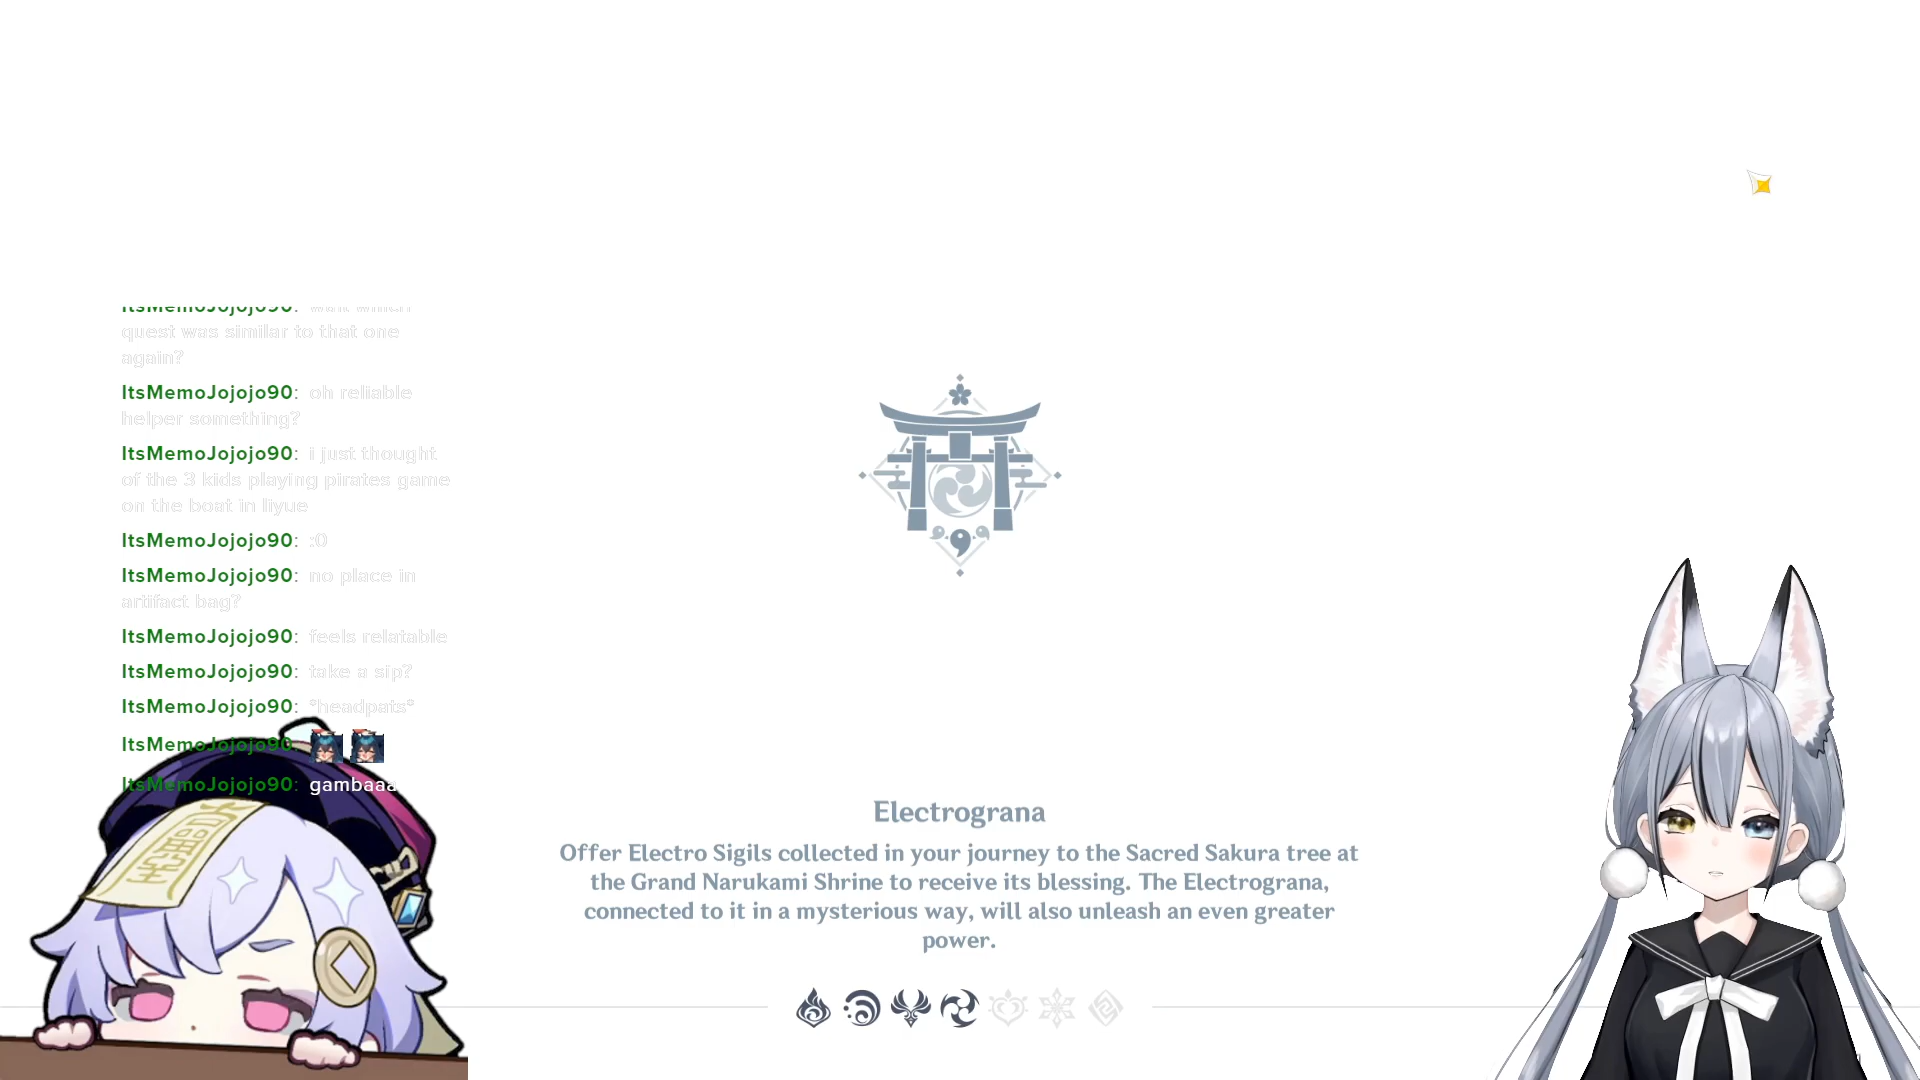 ItsMemoJojojo90: wait which
quest was similar to that one
again?
ItsMemoJojojo90: oh reliable
helper something?
ItsMemoJojojo90: i just thought
of the 3 kids playing pirates game
on the boat in liyue
ItsMemoJojojo90: :0
ItsMemoJojojo90: no place in
artifact bag?
ItsMemoJojojo90: feels relatable
ItsMemoJojojo90: take a sip?
ItsMemoJojojo90: *headpats*
ItsMemoJojojo90:
ItsMemoJojojo90: gambaaa
Electrograna
Offer Electro Sigils collected in your journey to the Sacred Sakura tree at
the Grand Narukami Shrine to receive its blessing. The Electrograna,
connected to it in a mysterious way, will also unleash an even greater
power.